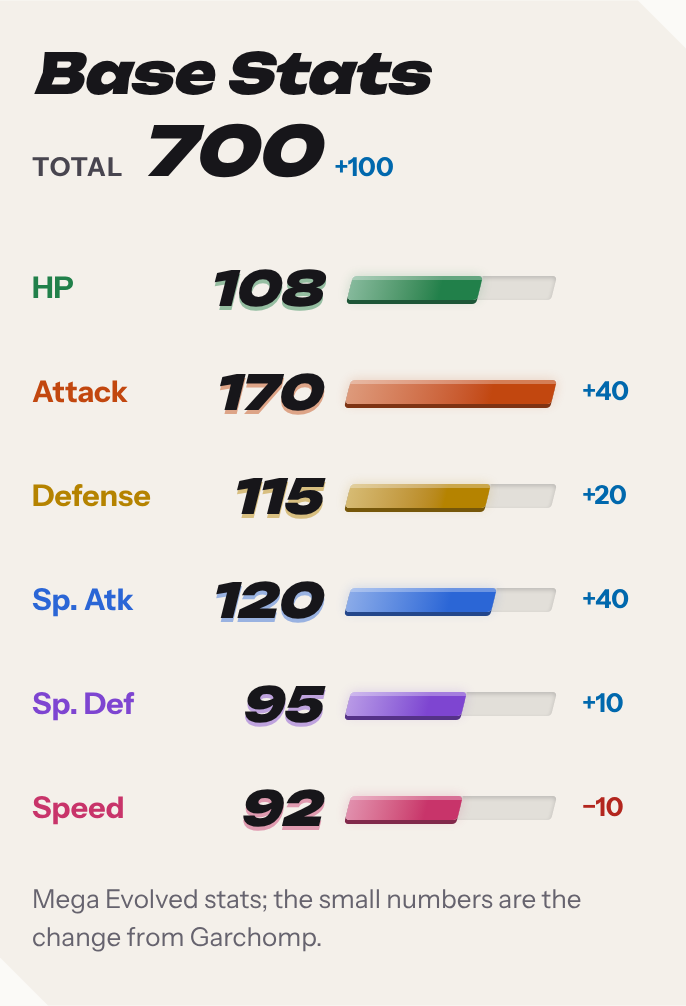 Base Stats
TOTAL 700 +100
HP 108
Attack 170 +40
Defense 115 +20
Sp. Atk 120 +40
Sp. Def 95 +10
Speed 92 −10
Mega Evolved stats; the small numbers are the
change from Garchomp.